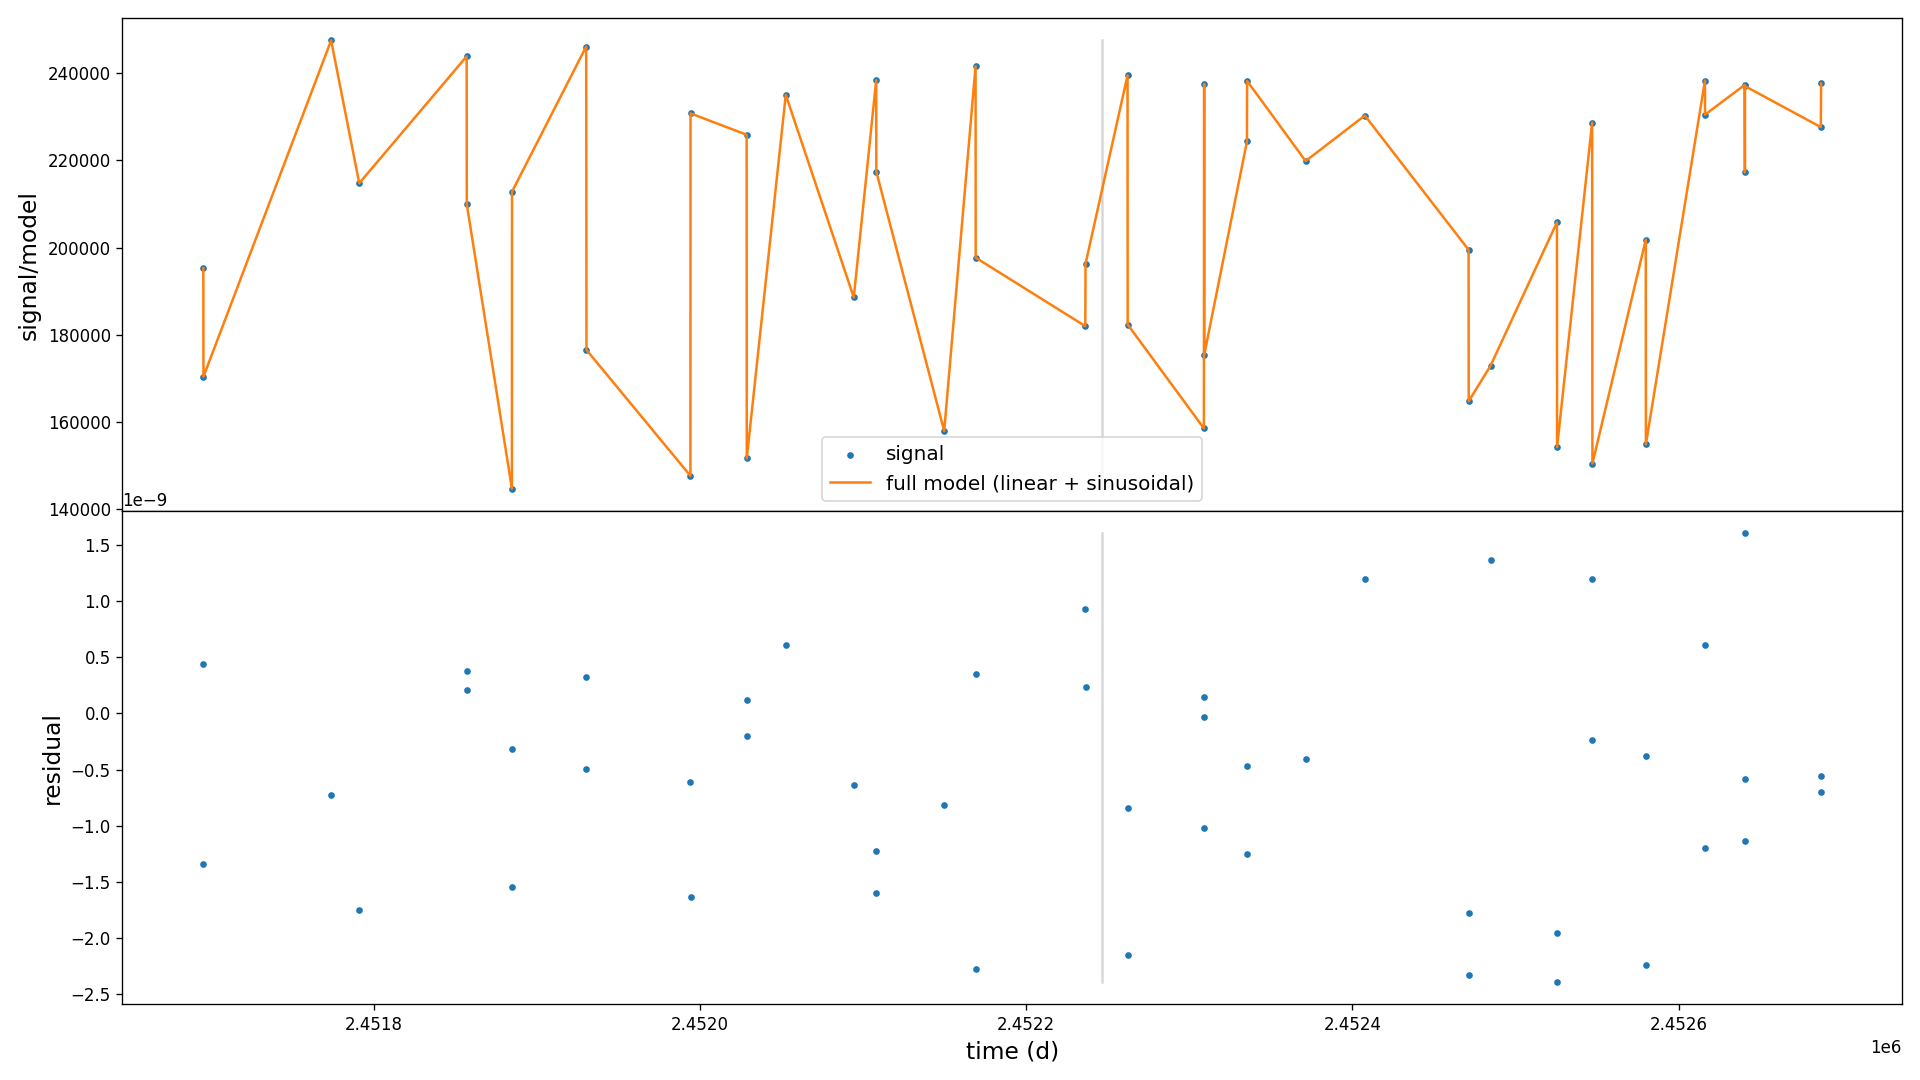 240000
220000
200000
180000
160000
140000
signal/model
signal
full model (linear + sinusoidal)
1e−9
1.5
1.0
0.5
0.0
−0.5
−1.0
−1.5
−2.0
−2.5
residual
2.4518 2.4520 2.4522 2.4524 2.4526
time (d)
1e6